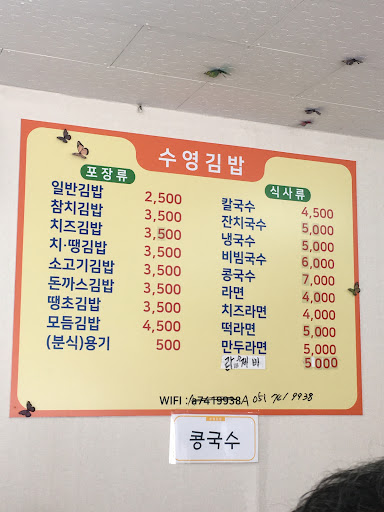 수영김밥
포장류
일반김밥 2,500
참치김밥 3,500
치즈김밥 3,500
치·땡김밥 3,500
소고기김밥 3,500
돈까스김밥 3,500
땡초김밥 3,500
모듬김밥 4,500
(분식)용기 500
식사류
칼국수 4,500
잔치국수 5,000
냉국수 5,000
비빔국수 6,000
콩국수 7,000
라면 4,000
치즈라면 4,000
떡라면 5,000
만두라면 5,000
5,000
WIFI : a7419938A 051 741 9938
콩국수